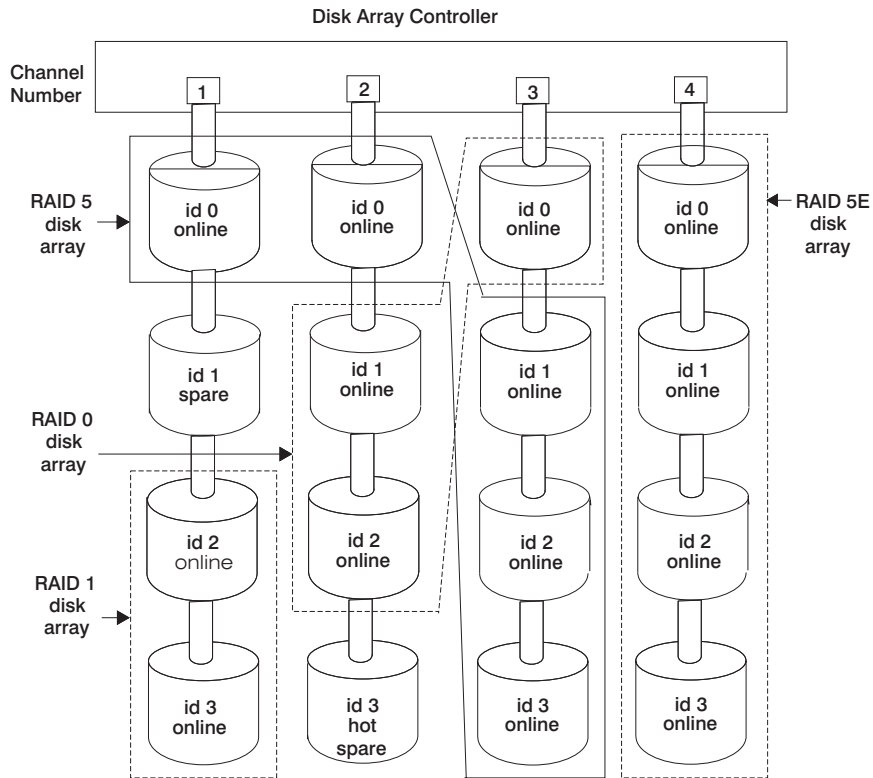 Disk Array Controller
Channel
Number
1
2
3
4
RAID 5
disk
array
id 0
online
id 0
online
id 0
online
id 0
online
RAID 5E
disk
array
id 1
spare
id 1
online
id 1
online
id 1
online
RAID 0
disk
array
id 2
online
id 2
online
id 2
online
id 2
online
RAID 1
disk
array
id 3
online
id 3
hot
spare
id 3
online
id 3
online